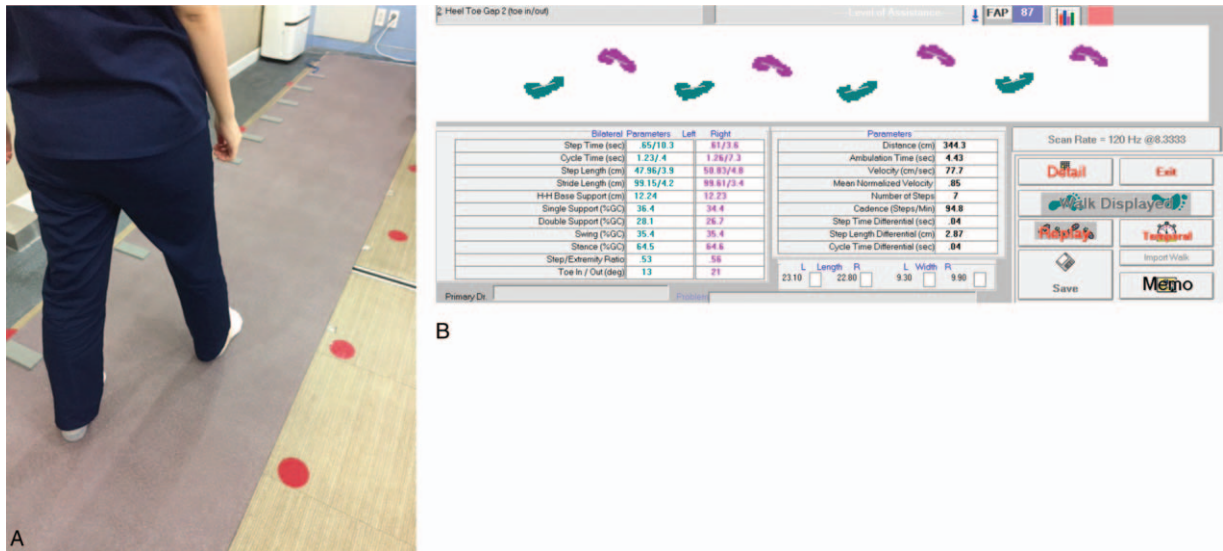 2. Heel Toe Gap 2 (toe in/out)
Level of Assistance:
FAP 87
Bilateral Parameters Left Right
Step Time (sec) .65/10.3 .61/3.6
Cycle Time (sec) 1.23/.4 1.26/7.3
Step Length (cm) 47.96/3.9 50.83/4.8
Stride Length (cm) 99.15/4.2 99.61/3.4
H-H Base Support (cm) 12.24 12.23
Single Support (%GC) 36.4 34.4
Double Support (%GC) 28.1 26.7
Swing (%GC) 35.4 35.4
Stance (%GC) 64.5 64.6
Step/Extremity Ratio .53 .56
Toe In / Out (deg) 13 21
Primary Dr.
Parameters
Distance (cm) 344.3
Ambulation Time (sec) 4.43
Velocity (cm/sec) 77.7
Mean Normalized Velocity .85
Number of Steps 7
Cadence (Steps/Min) 94.8
Step Time Differential (sec) .04
Step Length Differential (cm) 2.87
Cycle Time Differential (sec) .04
L Length R L Width R
23.10 22.80 9.30 9.90
Scan Rate = 120 Hz @8.3333
Detail Exit
Walk Displayed
Replay Temporal
Import Walk
Save Memo
A
B